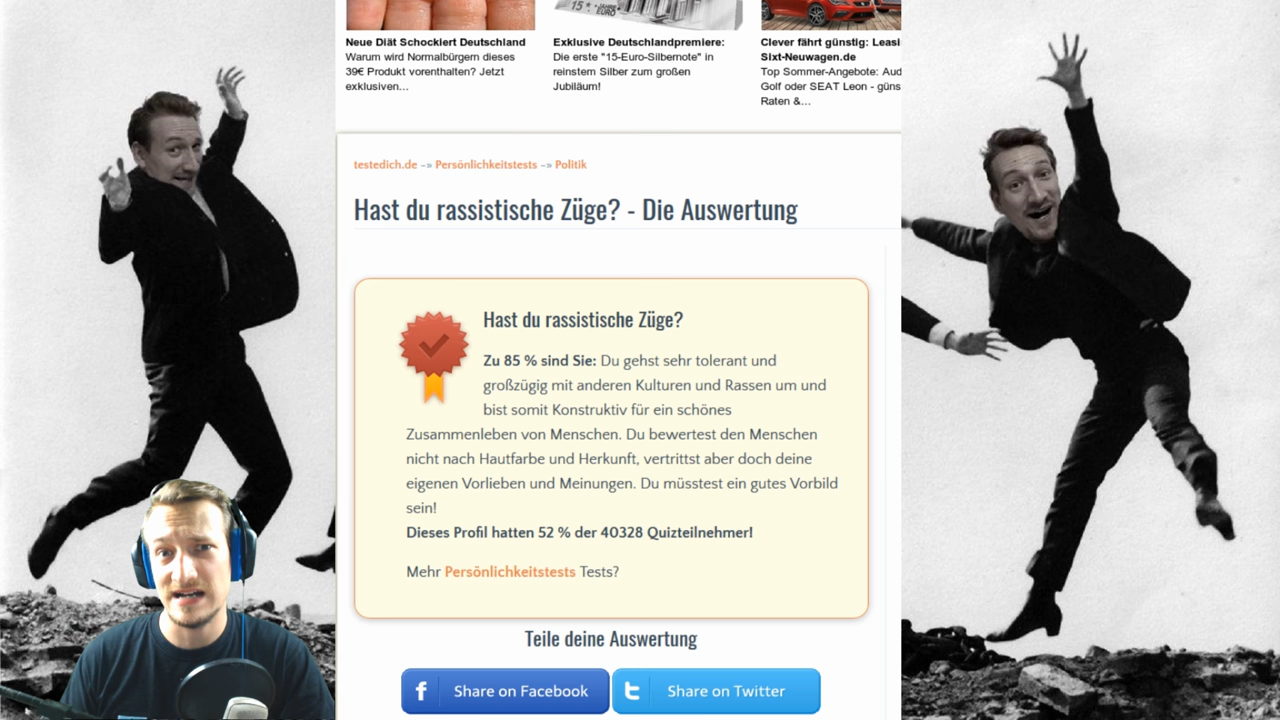 15 * JAHRE EURO
Neue Diät Schockiert Deutschland
Warum wird Normalbürgern dieses
39€ Produkt vorenthalten? Jetzt
exklusiven...
Exklusive Deutschlandpremiere:
Die erste "15-Euro-Silbernote" in
reinstem Silber zum großen
Jubiläum!
Clever fährt günstig: Leasi
Sixt-Neuwagen.de
Top Sommer-Angebote: Aud
Golf oder SEAT Leon - güns
Raten &...
testedich.de -» Persönlichkeitstests -» Politik
Hast du rassistische Züge? - Die Auswertung
Hast du rassistische Züge?
Zu 85 % sind Sie: Du gehst sehr tolerant und
großzügig mit anderen Kulturen und Rassen um und
bist somit Konstruktiv für ein schönes
Zusammenleben von Menschen. Du bewertest den Menschen
nicht nach Hautfarbe und Herkunft, vertrittst aber doch deine
eigenen Vorlieben und Meinungen. Du müsstest ein gutes Vorbild
sein!
Dieses Profil hatten 52 % der 40328 Quizteilnehmer!
Mehr Persönlichkeitstests Tests?
Teile deine Auswertung
f Share on Facebook
t Share on Twitter